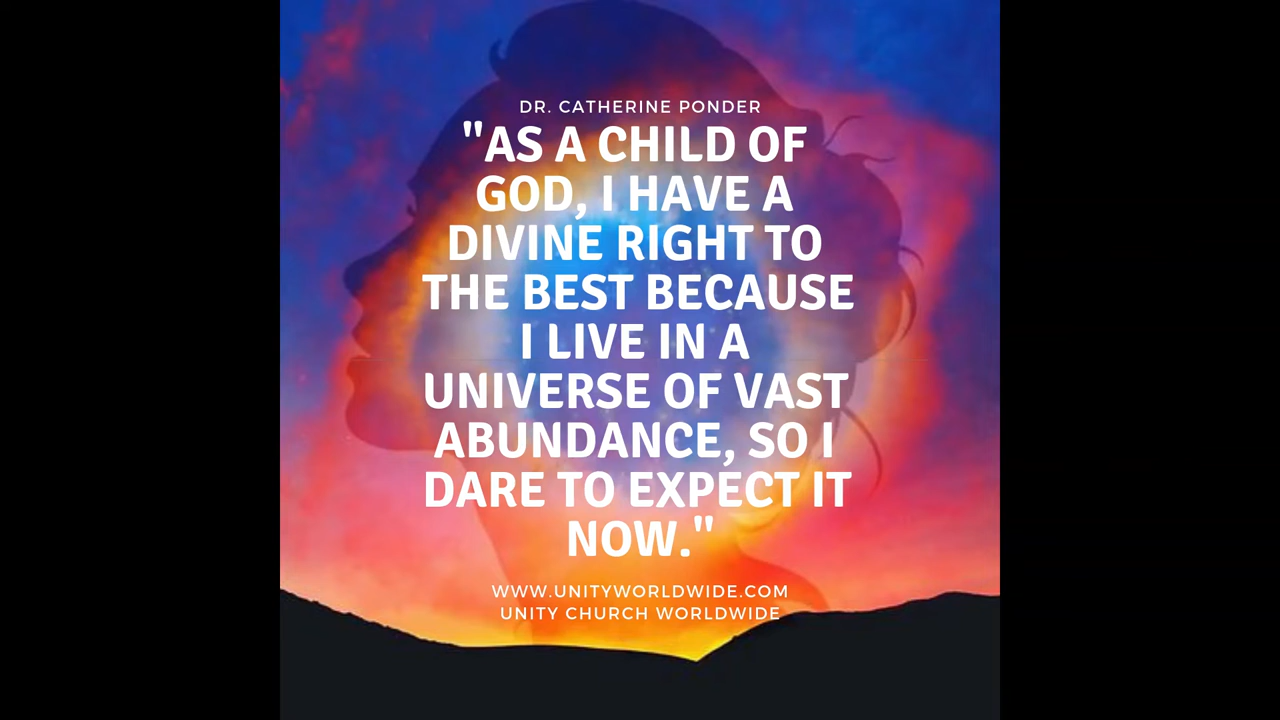 DR. CATHERINE PONDER
"AS A CHILD OF
GOD, I HAVE A
DIVINE RIGHT TO
THE BEST BECAUSE
I LIVE IN A
UNIVERSE OF VAST
ABUNDANCE, SO I
DARE TO EXPECT IT
NOW."
WWW.UNITYWORLDWIDE.COM
UNITY CHURCH WORLDWIDE